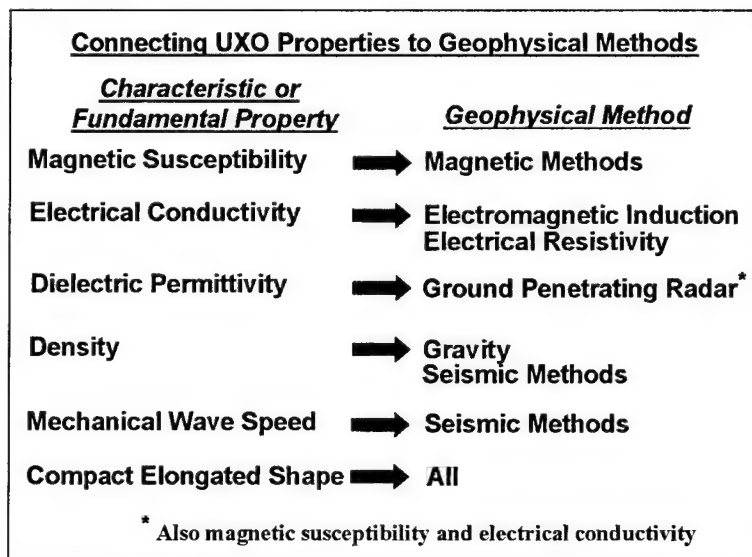 Connecting UXO Properties to Geophysical Methods
Characteristic or
Fundamental Property
Geophysical Method
Magnetic Susceptibility
Magnetic Methods
Electrical Conductivity
Electromagnetic Induction
Electrical Resistivity
Dielectric Permittivity
Ground Penetrating Radar*
Density
Gravity
Seismic Methods
Mechanical Wave Speed
Seismic Methods
Compact Elongated Shape
All
* Also magnetic susceptibility and electrical conductivity